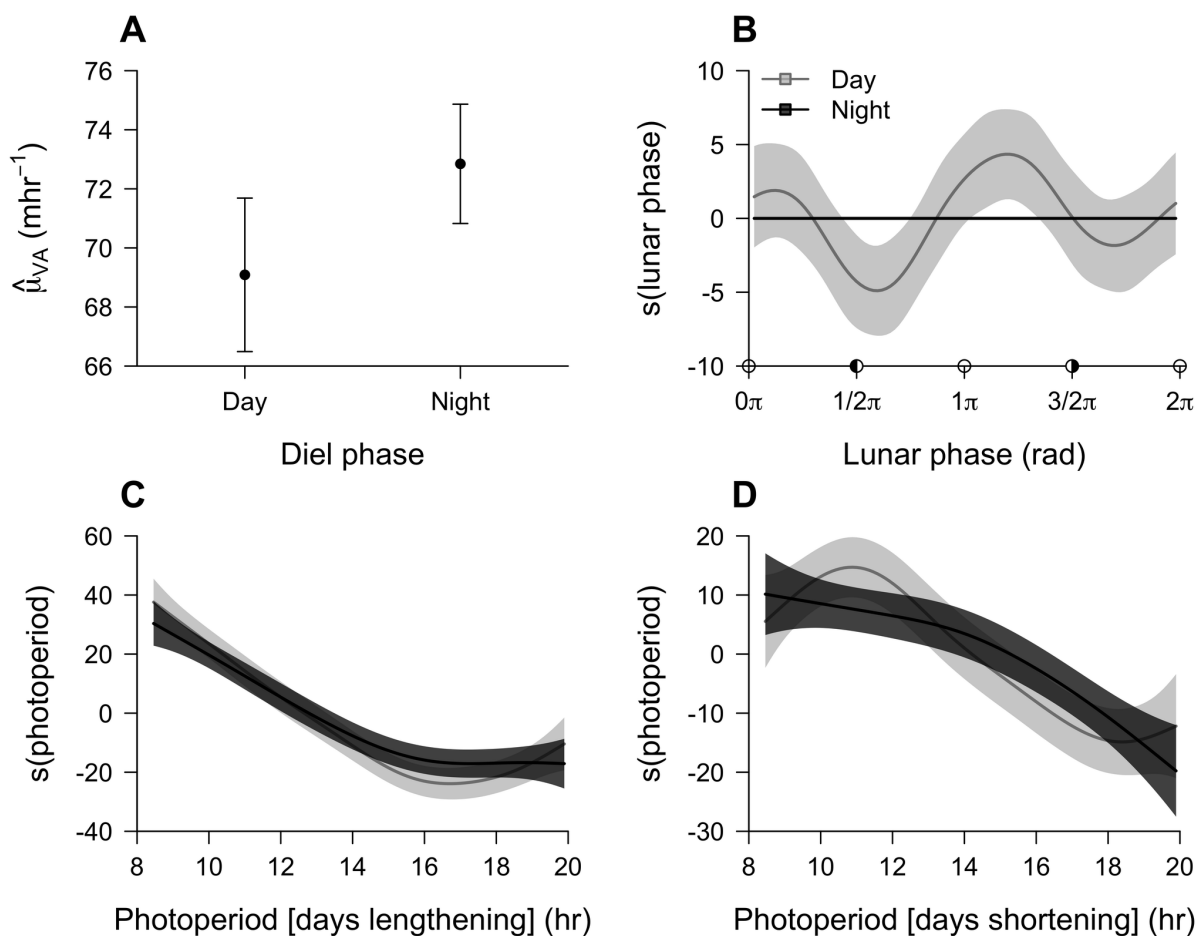 A
76
74
72
70
68
66
μ̂VA (mhr⁻¹)
Day
Night
Diel phase
B
10
5
0
-5
-10
s(lunar phase)
Day
Night
0π
1/2π
1π
3/2π
2π
Lunar phase (rad)
C
60
40
20
0
-20
-40
s(photoperiod)
8
10
12
14
16
18
20
Photoperiod [days lengthening] (hr)
D
20
10
0
-10
-20
-30
s(photoperiod)
8
10
12
14
16
18
20
Photoperiod [days shortening] (hr)